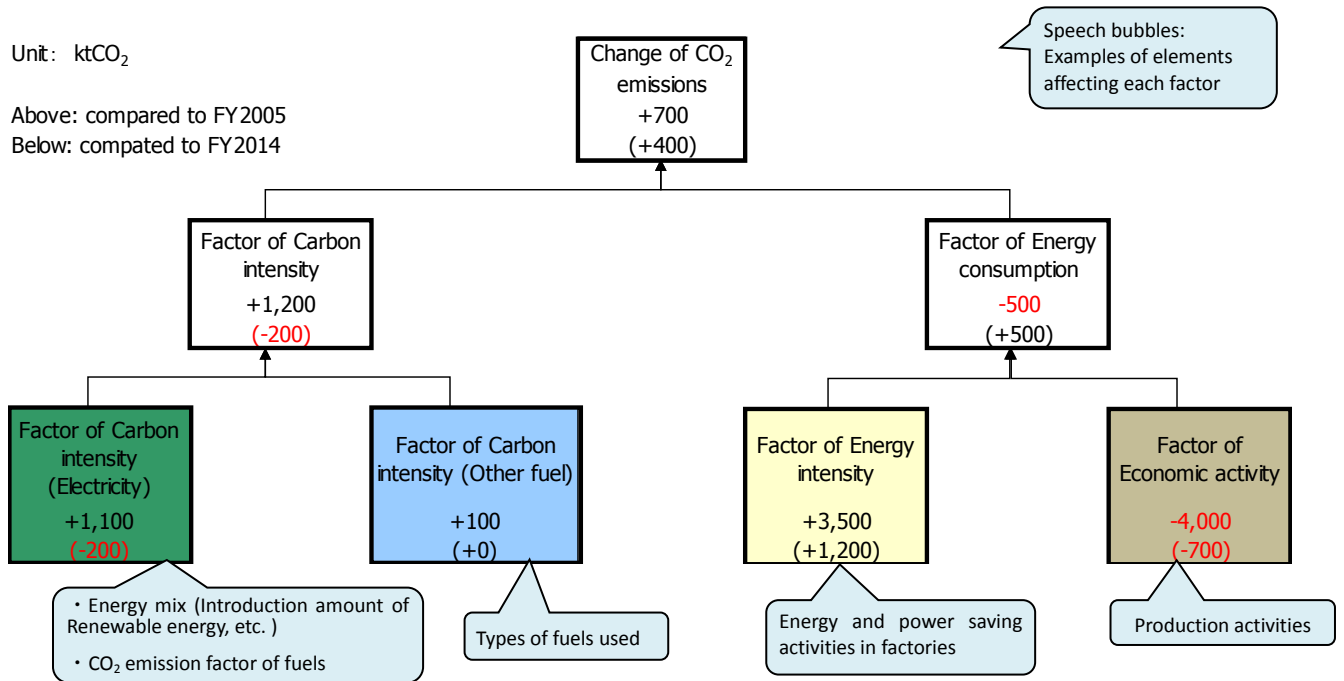 Unit: ktCO₂
Above: compared to FY2005
Below: compated to FY2014
Speech bubbles:
Examples of elements
affecting each factor
Change of CO₂
emissions
+700
(+400)
Factor of Carbon
intensity
+1,200
(-200)
Factor of Energy
consumption
-500
(+500)
Factor of Carbon
intensity
(Electricity)
+1,100
(-200)
Factor of Carbon
intensity (Other fuel)
+100
(+0)
Factor of Energy
intensity
+3,500
(+1,200)
Factor of
Economic activity
-4,000
(-700)
・Energy mix (Introduction amount of
Renewable energy, etc. )
・CO₂ emission factor of fuels
Types of fuels used
Energy and power saving
activities in factories
Production activities